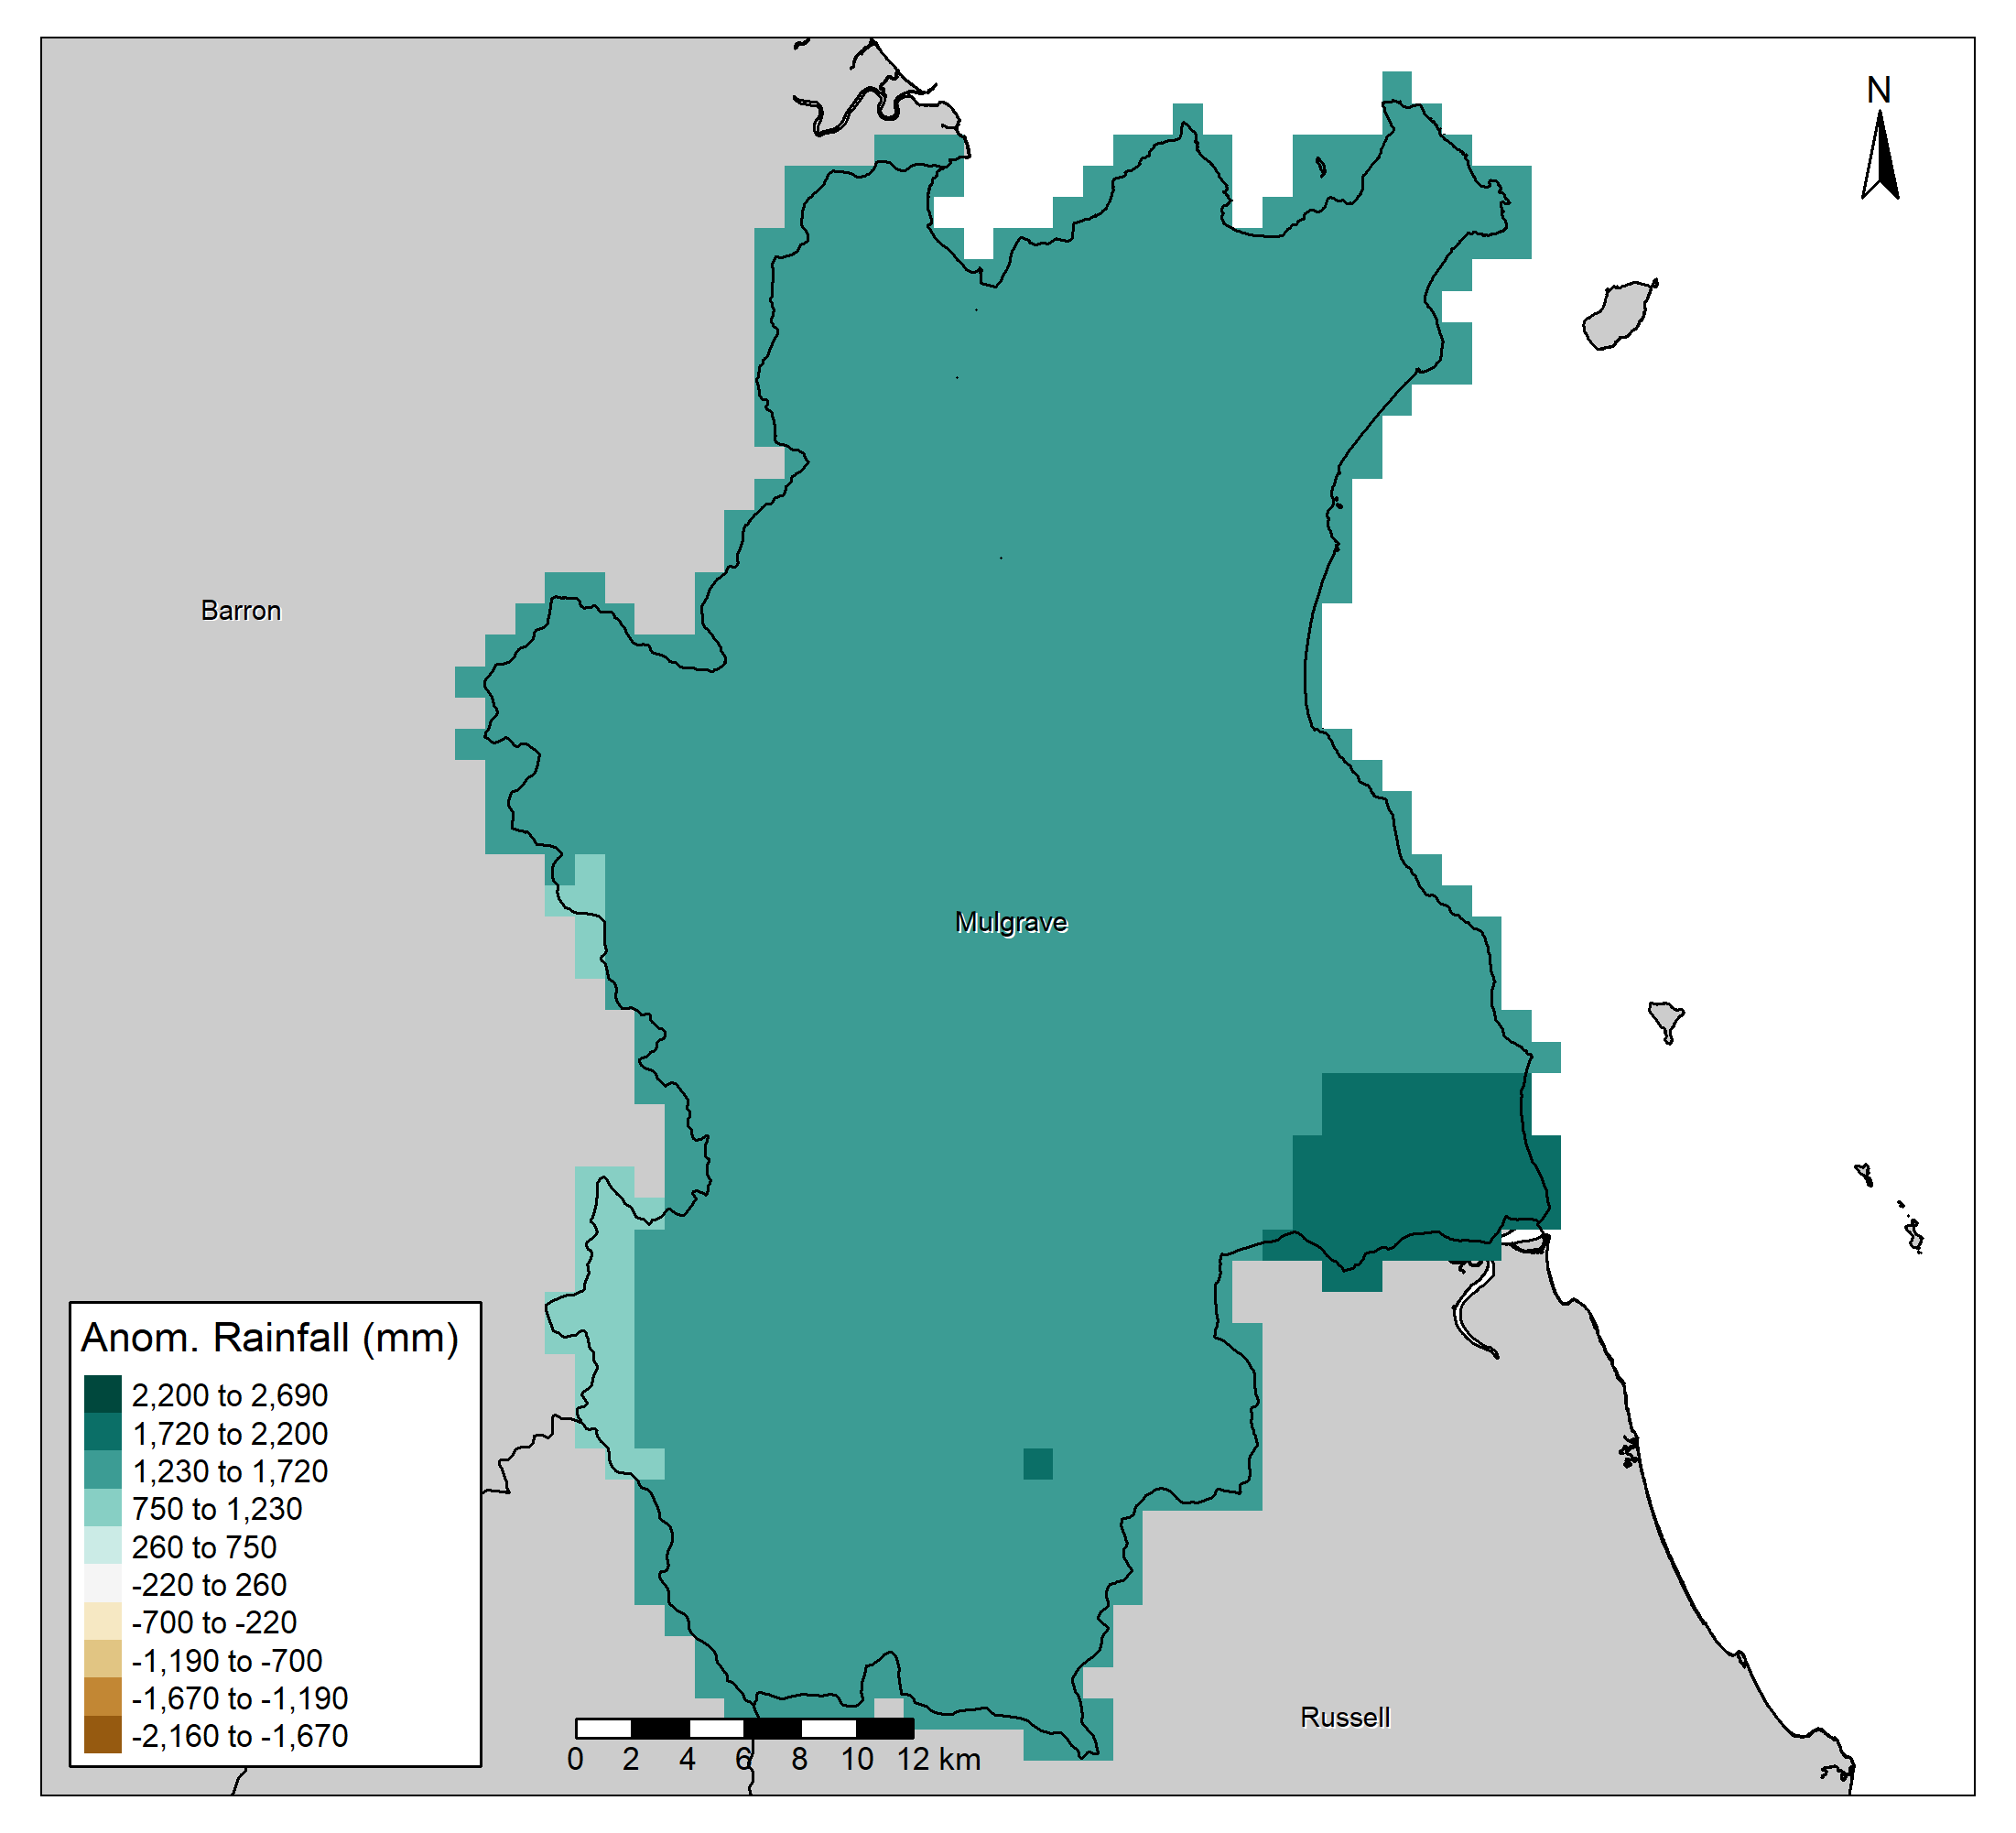 N
Barron
Mulgrave
Anom. Rainfall (mm)
2,200 to 2,690
1,720 to 2,200
1,230 to 1,720
750 to 1,230
260 to 750
-220 to 260
-700 to -220
-1,190 to -700
-1,670 to -1,190
-2,160 to -1,670
Russell
0 2 4 6 8 10 12 km